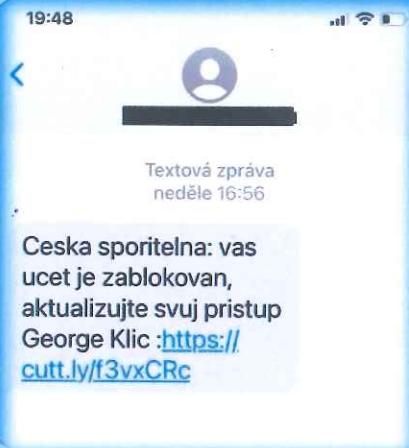 19:48
Textová zpráva
neděle 16:56
Ceska sporitelna: vas
ucet je zablokovan,
aktualizujte svuj pristup
George Klic :https://
cutt.ly/f3vxCRc